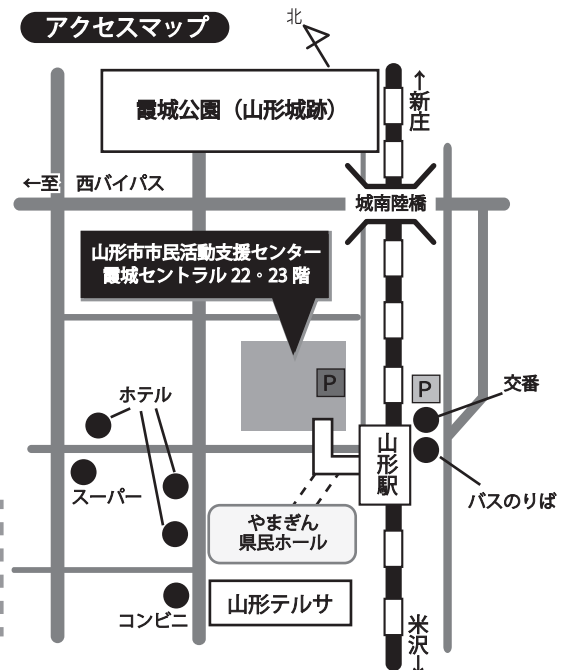 アクセスマップ
北
霞城公園（山形城跡）
↑新庄
←至 西バイパス
城南陸橋
山形市市民活動支援センター
霞城セントラル 22・23 階
P
P
交番
ホテル
山形駅
スーパー
バスのりば
やまぎん
県民ホール
山形テルサ
コンビニ
米沢↓